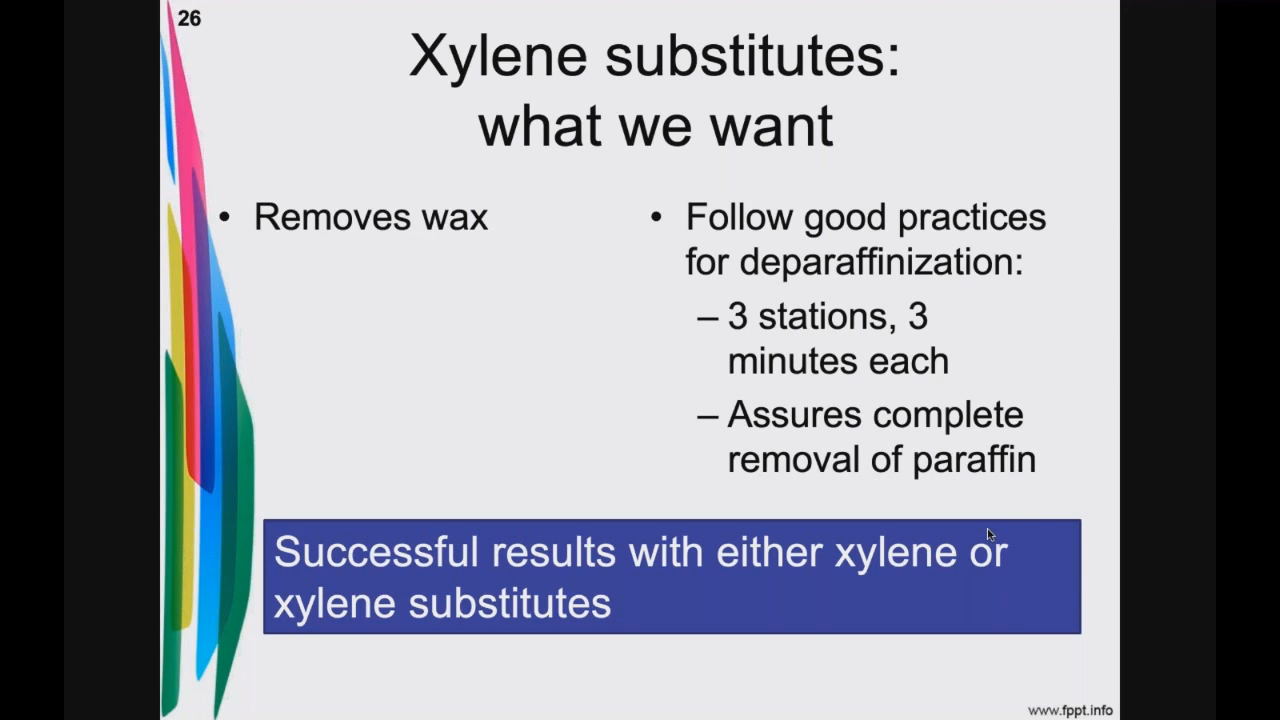 26
Xylene substitutes:
what we want
• Removes wax
• Follow good practices
for deparaffinization:
– 3 stations, 3
minutes each
– Assures complete
removal of paraffin
Successful results with either xylene or
xylene substitutes
www.fppt.info